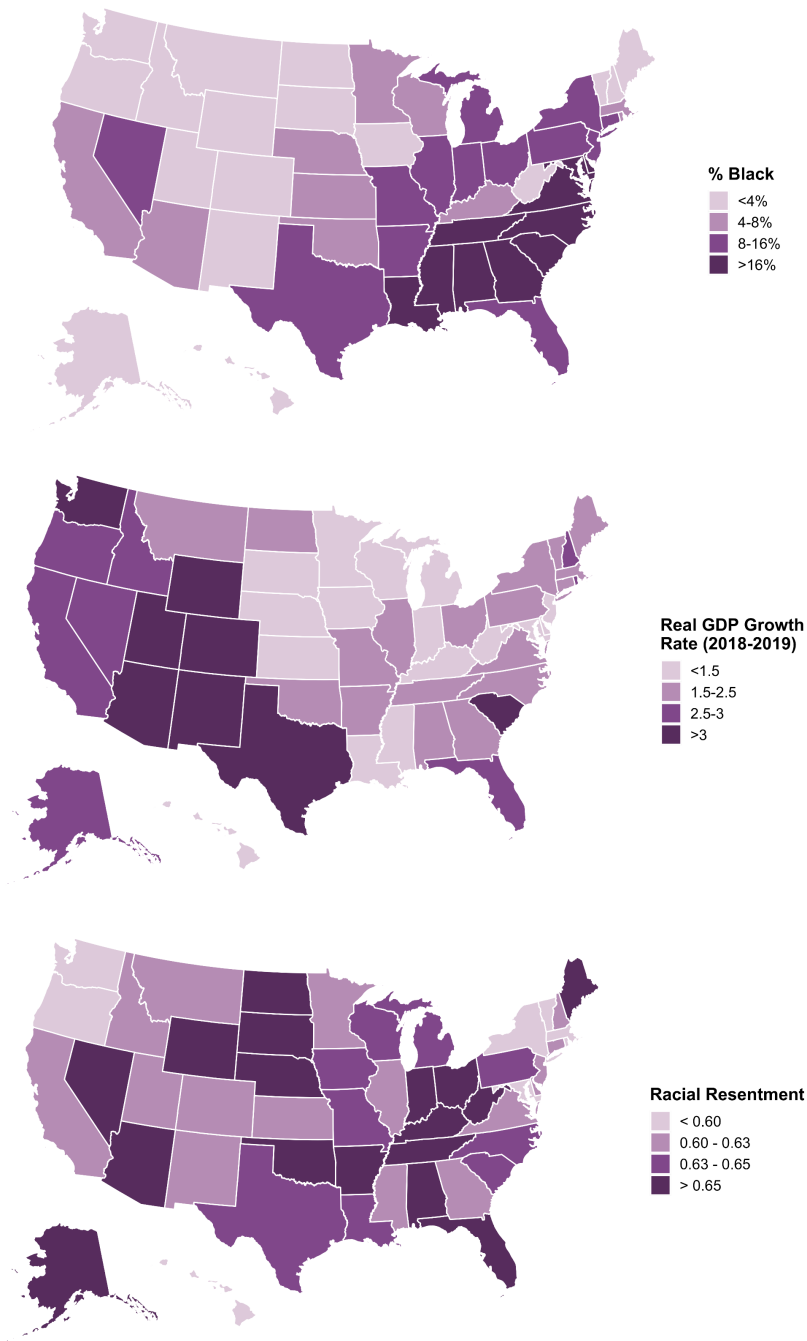 % Black
<4%
4-8%
8-16%
>16%
Real GDP Growth
Rate (2018-2019)
<1.5
1.5-2.5
2.5-3
>3
Racial Resentment
< 0.60
0.60 - 0.63
0.63 - 0.65
> 0.65